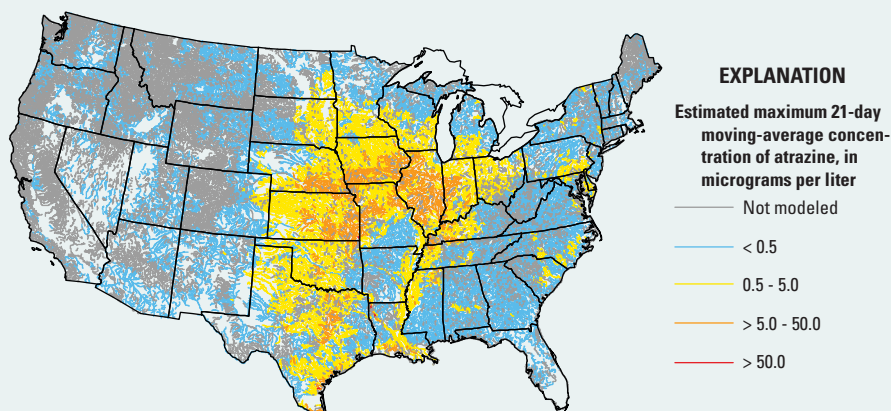 EXPLANATION
Estimated maximum 21-day
moving-average concen-
tration of atrazine, in
micrograms per liter
Not modeled
< 0.5
0.5 - 5.0
> 5.0 - 50.0
> 50.0